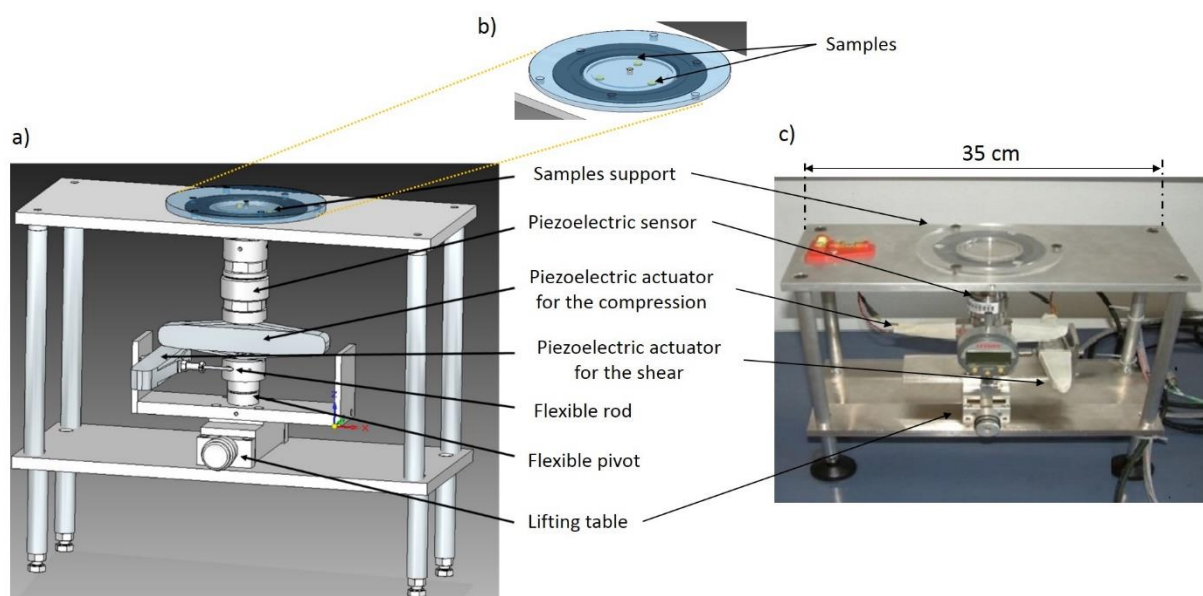 b)
Samples
a)
c)
35 cm
Samples support
Piezoelectric sensor
Piezoelectric actuator
for the compression
Piezoelectric actuator
for the shear
Flexible rod
Flexible pivot
Lifting table
Z
X